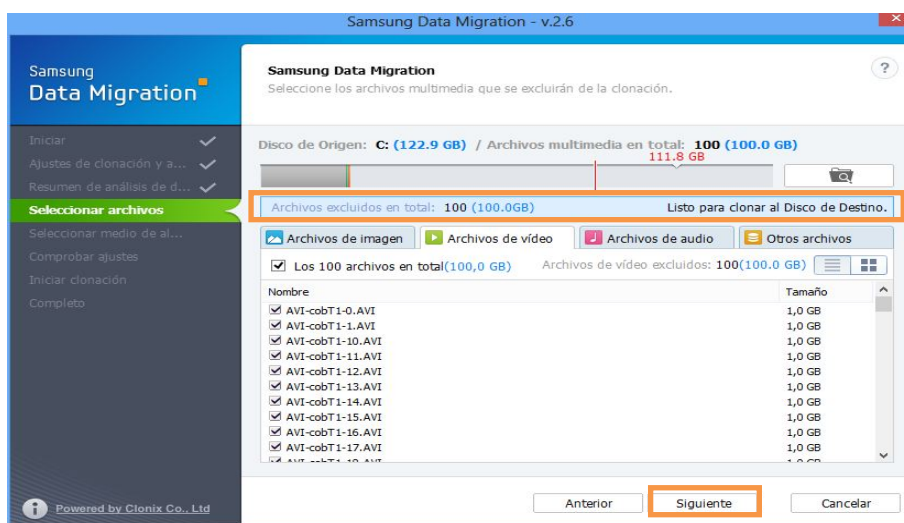 Samsung Data Migration - v.2.6
Samsung
Data Migration
Samsung Data Migration
Seleccione los archivos multimedia que se excluirán de la clonación.
?
Iniciar
Ajustes de clonación y a...
Resumen de análisis de d...
Seleccionar archivos
Seleccionar medio de al...
Comprobar ajustes
Iniciar clonación
Completo
Disco de Origen: C: (122.9 GB) / Archivos multimedia en total: 100 (100.0 GB)
111.8 GB
Archivos excluidos en total: 100 (100.0GB) Listo para clonar al Disco de Destino.
Archivos de imagen Archivos de vídeo Archivos de audio Otros archivos
Los 100 archivos en total(100,0 GB) Archivos de vídeo excluidos: 100(100.0 GB)
Nombre Tamaño
AVI-cobT1-0.AVI 1,0 GB
AVI-cobT1-1.AVI 1,0 GB
AVI-cobT1-10.AVI 1,0 GB
AVI-cobT1-11.AVI 1,0 GB
AVI-cobT1-12.AVI 1,0 GB
AVI-cobT1-13.AVI 1,0 GB
AVI-cobT1-14.AVI 1,0 GB
AVI-cobT1-15.AVI 1,0 GB
AVI-cobT1-16.AVI 1,0 GB
AVI-cobT1-17.AVI 1,0 GB
Powered by Clonix Co., Ltd
Anterior Siguiente Cancelar